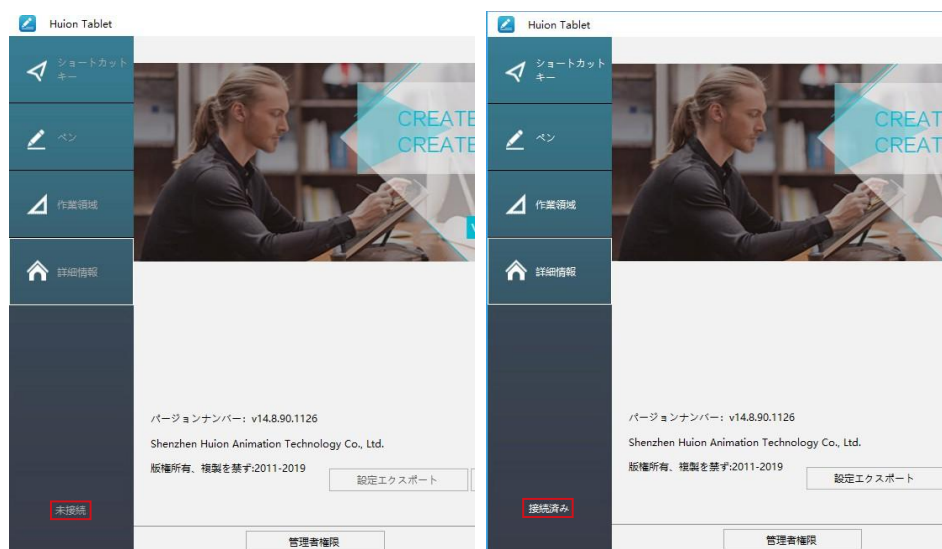 Huion Tablet
ショートカット
キー
ペン
作業領域
詳細情報
CREATE
CREATE
バージョンナンバー: v14.8.90.1126
Shenzhen Huion Animation Technology Co., Ltd.
版権所有、複製を禁ず:2011-2019
設定エクスポート
未接続
管理者権限
Huion Tablet
ショートカット
キー
ペン
作業領域
詳細情報
CREAT
CREAT
バージョンナンバー: v14.8.90.1126
Shenzhen Huion Animation Technology Co., Ltd.
版権所有、複製を禁ず:2011-2019
設定エクスポート
接続済み
管理者権限